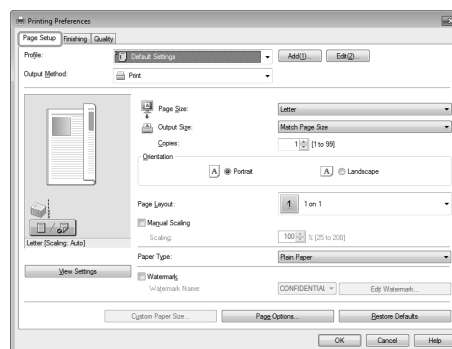 Printing Preferences
Page Setup Finishing Quality
Profile: Default Settings Add(1)... Edit(2)...
Output Method: Print
Page Size: Letter
Output Size: Match Page Size
Copies: 1 [1 to 99]
Orientation
A Portrait A Landscape
Page Layout: 1 1 on 1
Manual Scaling
Scaling: 100 % [25 to 200]
Letter [Scaling: Auto]
Paper Type: Plain Paper
View Settings
Watermark
Watermark Name: CONFIDENTIAL Edit Watermark...
Custom Paper Size... Page Options... Restore Defaults
OK Cancel Help